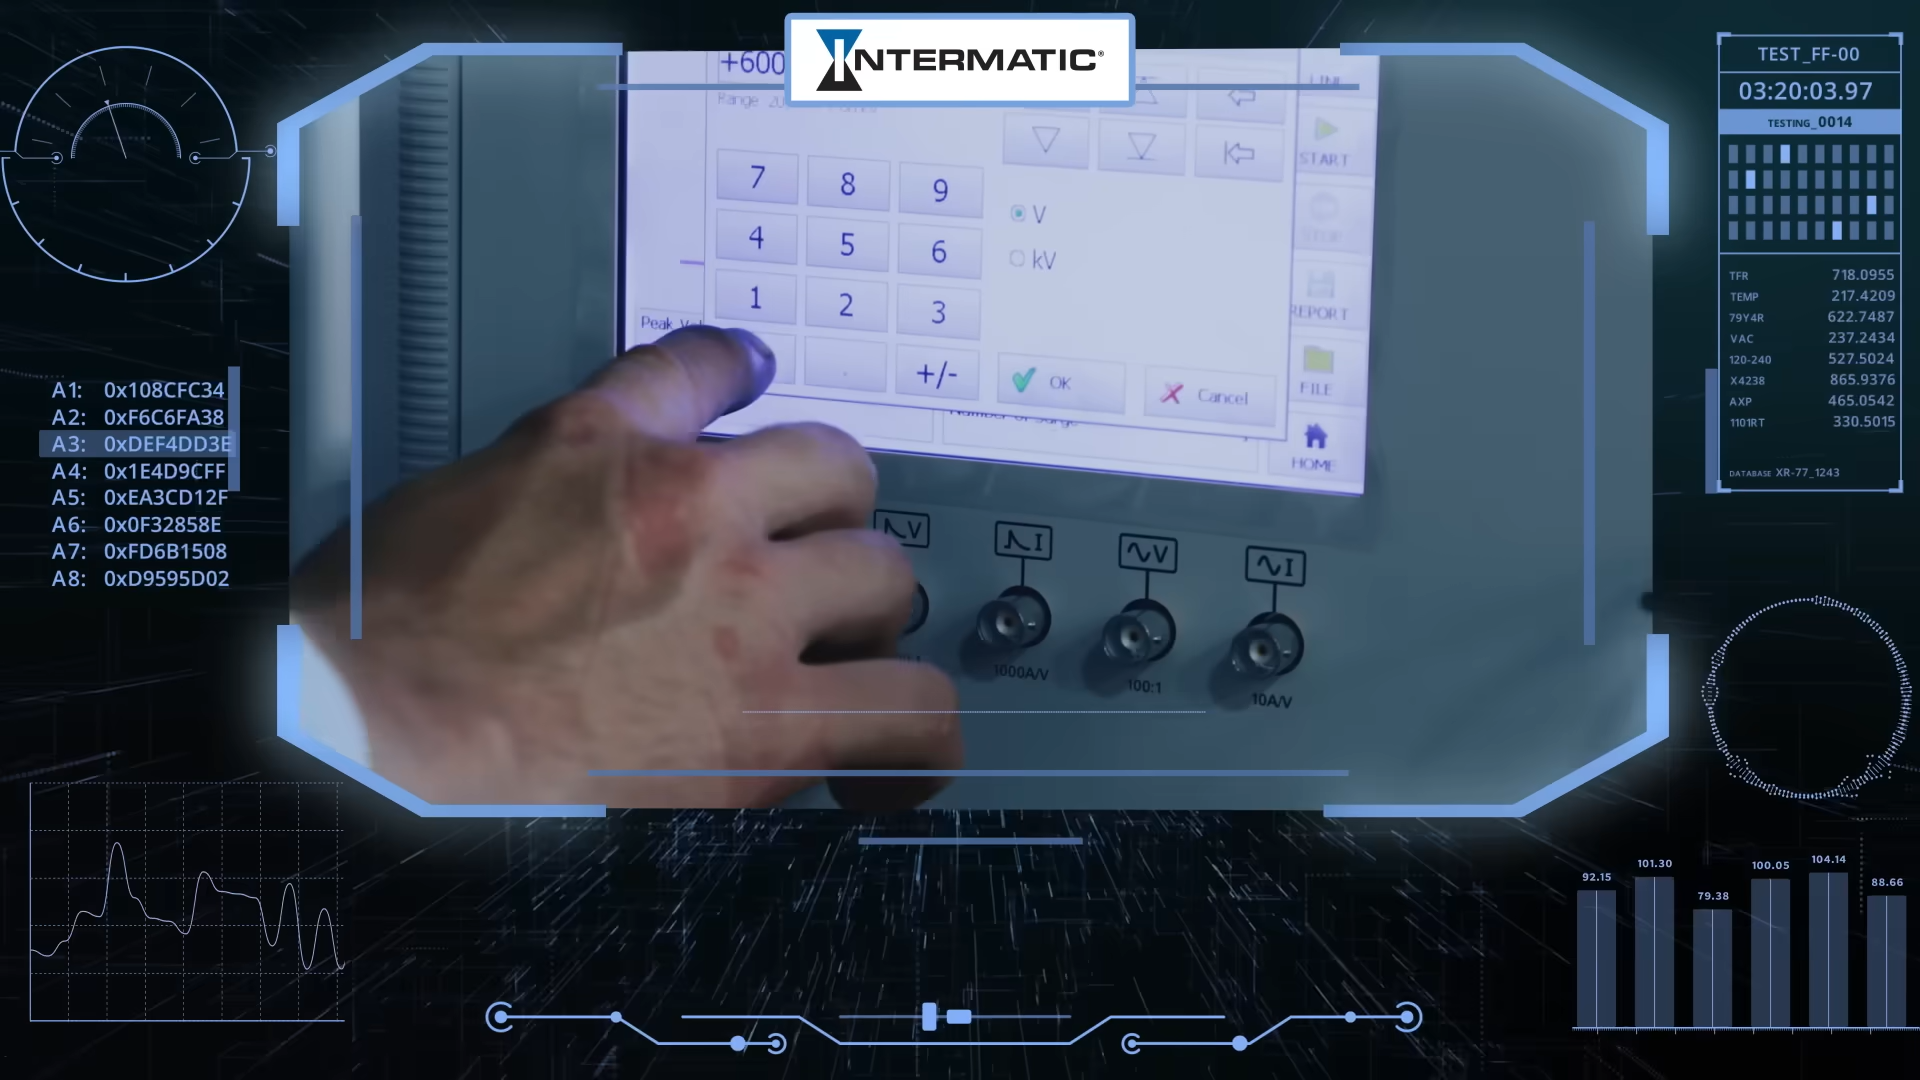 INTERMATIC®
+600
Range
7 8 9
4 5 6
1 2 3
. +/-
V
kV
OK
Cancel
Peak
START
STOP
REPORT
FILE
HOME
V
I
V
I
1000A/V
100:1
10A/V
A1: 0x108CFC34
A2: 0xF6C6FA38
A3: 0xDEF4DD3E
A4: 0x1E4D9CFF
A5: 0xEA3CD12F
A6: 0x0F32858E
A7: 0xFD6B1508
A8: 0xD9595D02
TEST_FF-00
03:20:03.97
TESTING_0014
TFR 718.0955
TEMP 217.4209
79Y4R 622.7487
VAC 237.2434
120-240 527.5024
X4238 865.9376
AXP 465.0542
1101RT 330.5015
DATABASE XR-77_1243
92.15
101.30
79.38
100.05
104.14
88.66